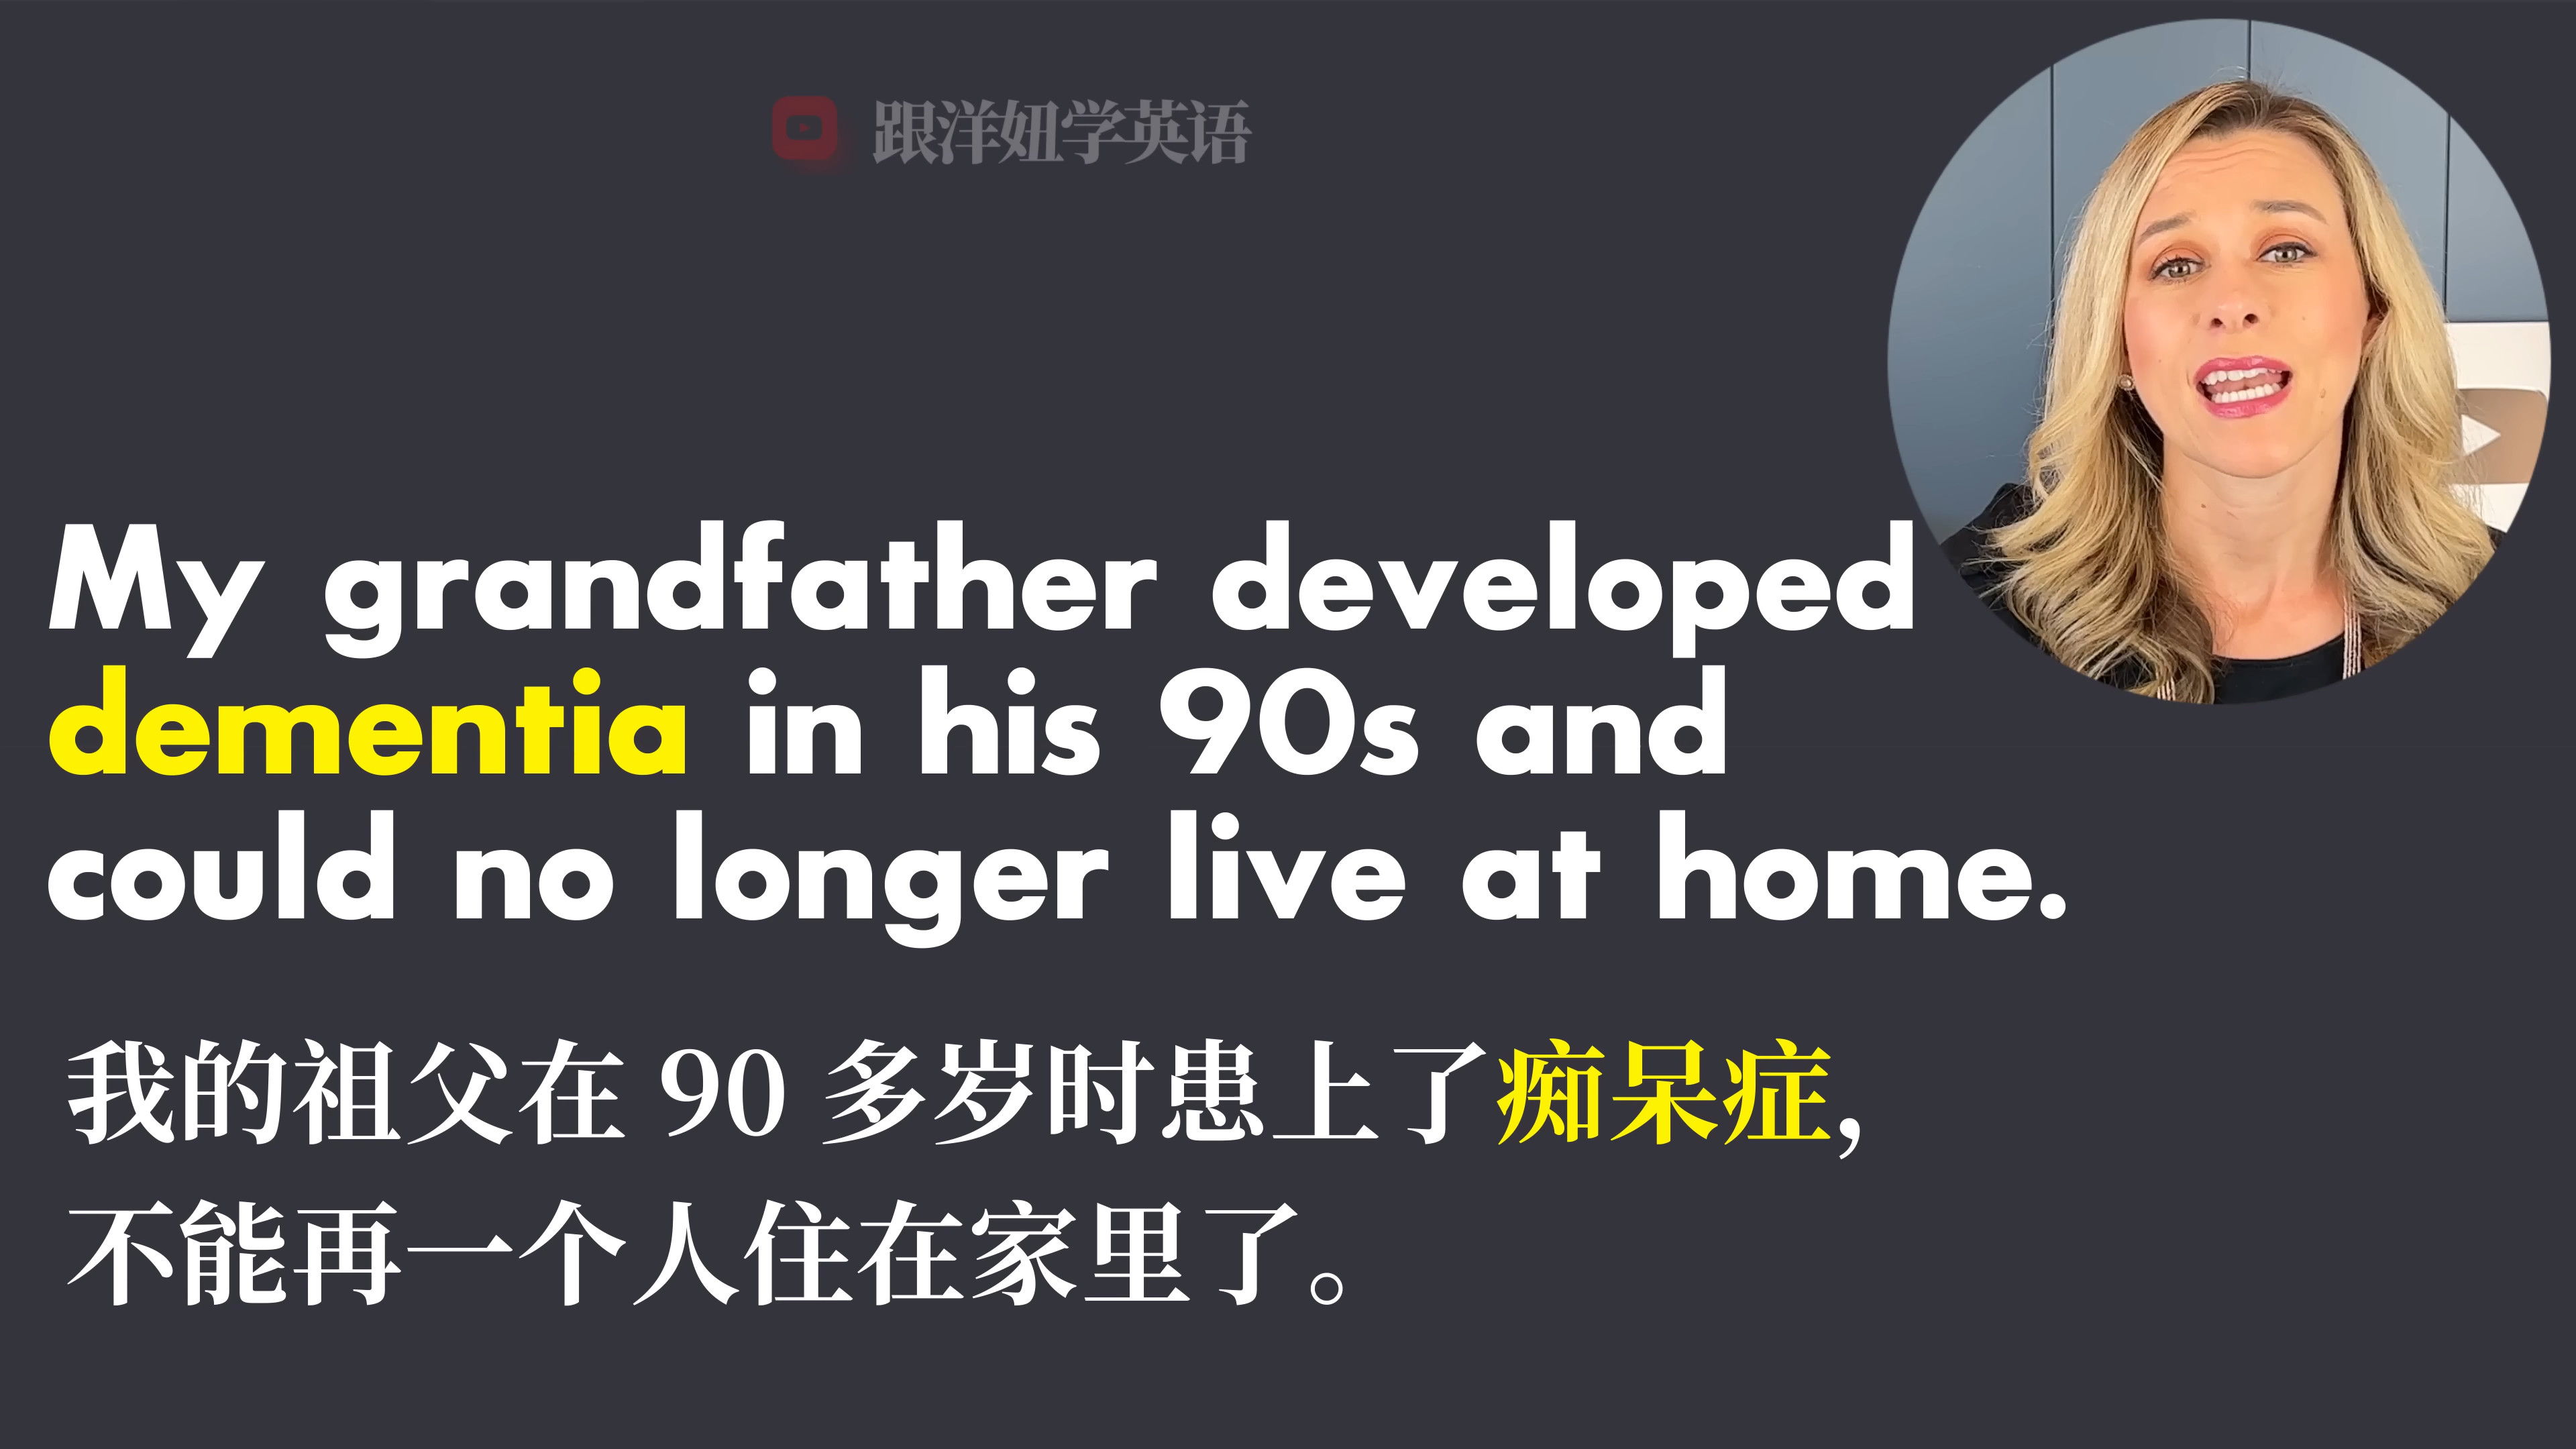 跟洋妞学英语
My grandfather developed
dementia in his 90s and
could no longer live at home.
我的祖父在 90 多岁时患上了痴呆症,
不能再一个人住在家里了。